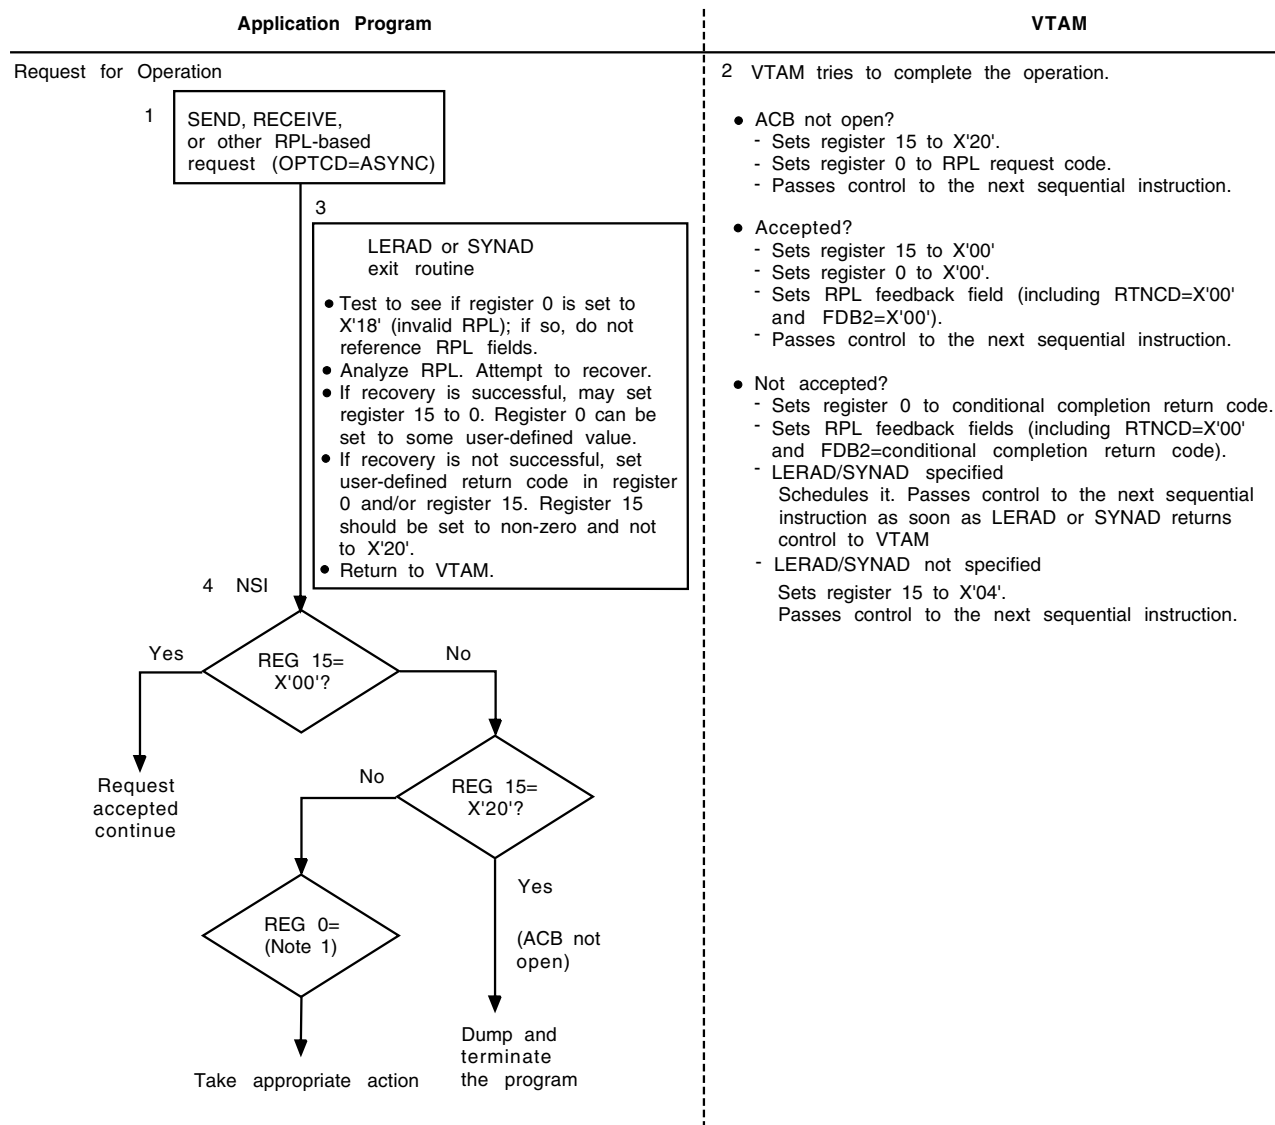 Application Program
VTAM
Request for Operation
1
SEND, RECEIVE,
or other RPL-based
request (OPTCD=ASYNC)
3
LERAD or SYNAD
exit routine
● Test to see if register 0 is set to
X'18' (invalid RPL); if so, do not
reference RPL fields.
● Analyze RPL. Attempt to recover.
● If recovery is successful, may set
register 15 to 0. Register 0 can be
set to some user-defined value.
● If recovery is not successful, set
user-defined return code in register
0 and/or register 15. Register 15
should be set to non-zero and not
to X'20'.
● Return to VTAM.
4 NSI
REG 15=
X'00'?
Yes
No
Request
accepted
continue
REG 15=
X'20'?
No
Yes
(ACB not
open)
REG 0=
(Note 1)
Take appropriate action
Dump and
terminate
the program
2 VTAM tries to complete the operation.
● ACB not open?
- Sets register 15 to X'20'.
- Sets register 0 to RPL request code.
- Passes control to the next sequential instruction.
● Accepted?
- Sets register 15 to X'00'
- Sets register 0 to X'00'.
- Sets RPL feedback field (including RTNCD=X'00'
and FDB2=X'00').
- Passes control to the next sequential instruction.
● Not accepted?
- Sets register 0 to conditional completion return code.
- Sets RPL feedback fields (including RTNCD=X'00'
and FDB2=conditional completion return code).
- LERAD/SYNAD specified
Schedules it. Passes control to the next sequential
instruction as soon as LERAD or SYNAD returns
control to VTAM
- LERAD/SYNAD not specified
Sets register 15 to X'04'.
Passes control to the next sequential instruction.